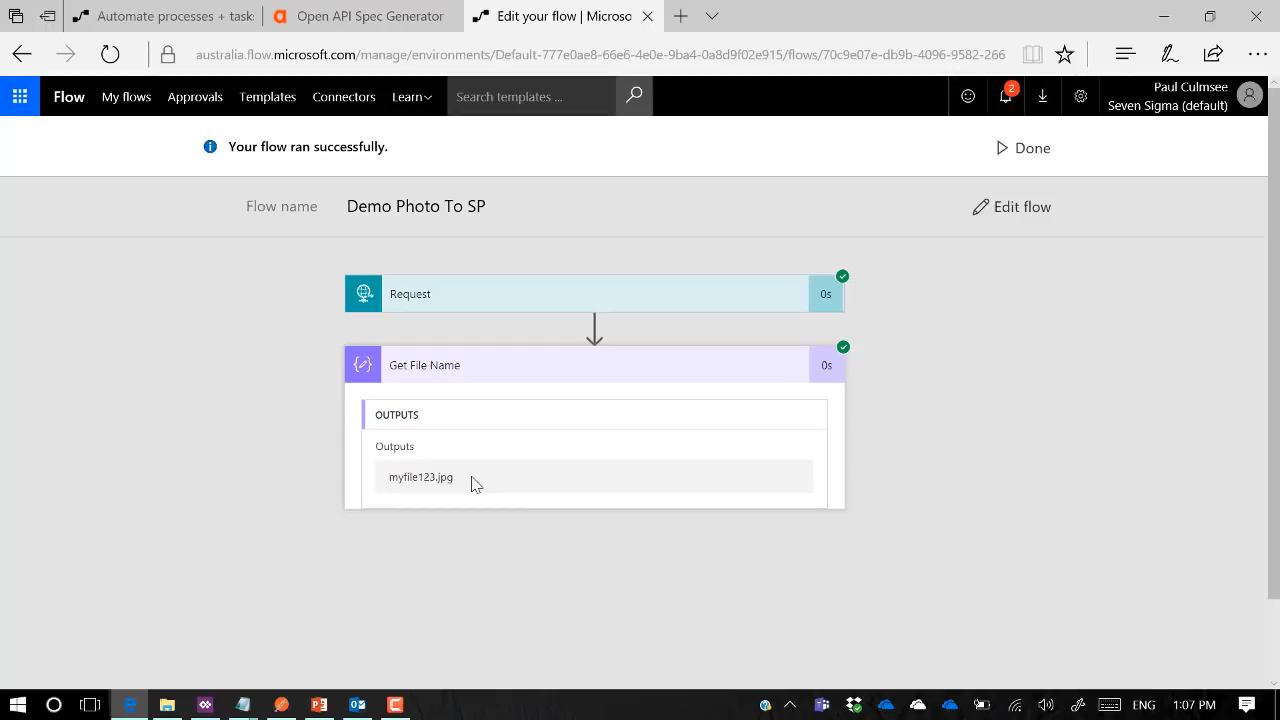 Automate processes + task
Open API Spec Generator
Edit your flow | Microso
australia.flow.microsoft.com/manage/environments/Default-777e0ae8-66e6-4e0e-9ba4-0a8d9f02e915/flows/70c9e07e-db9b-4096-9582-266
Flow
My flows
Approvals
Templates
Connectors
Learn
Search templates ...
2
Paul Culmsee
Seven Sigma (default)
Your flow ran successfully.
Done
Flow name
Demo Photo To SP
Edit flow
Request
0s
Get File Name
0s
OUTPUTS
Outputs
myfile123.jpg
ENG
1:07 PM